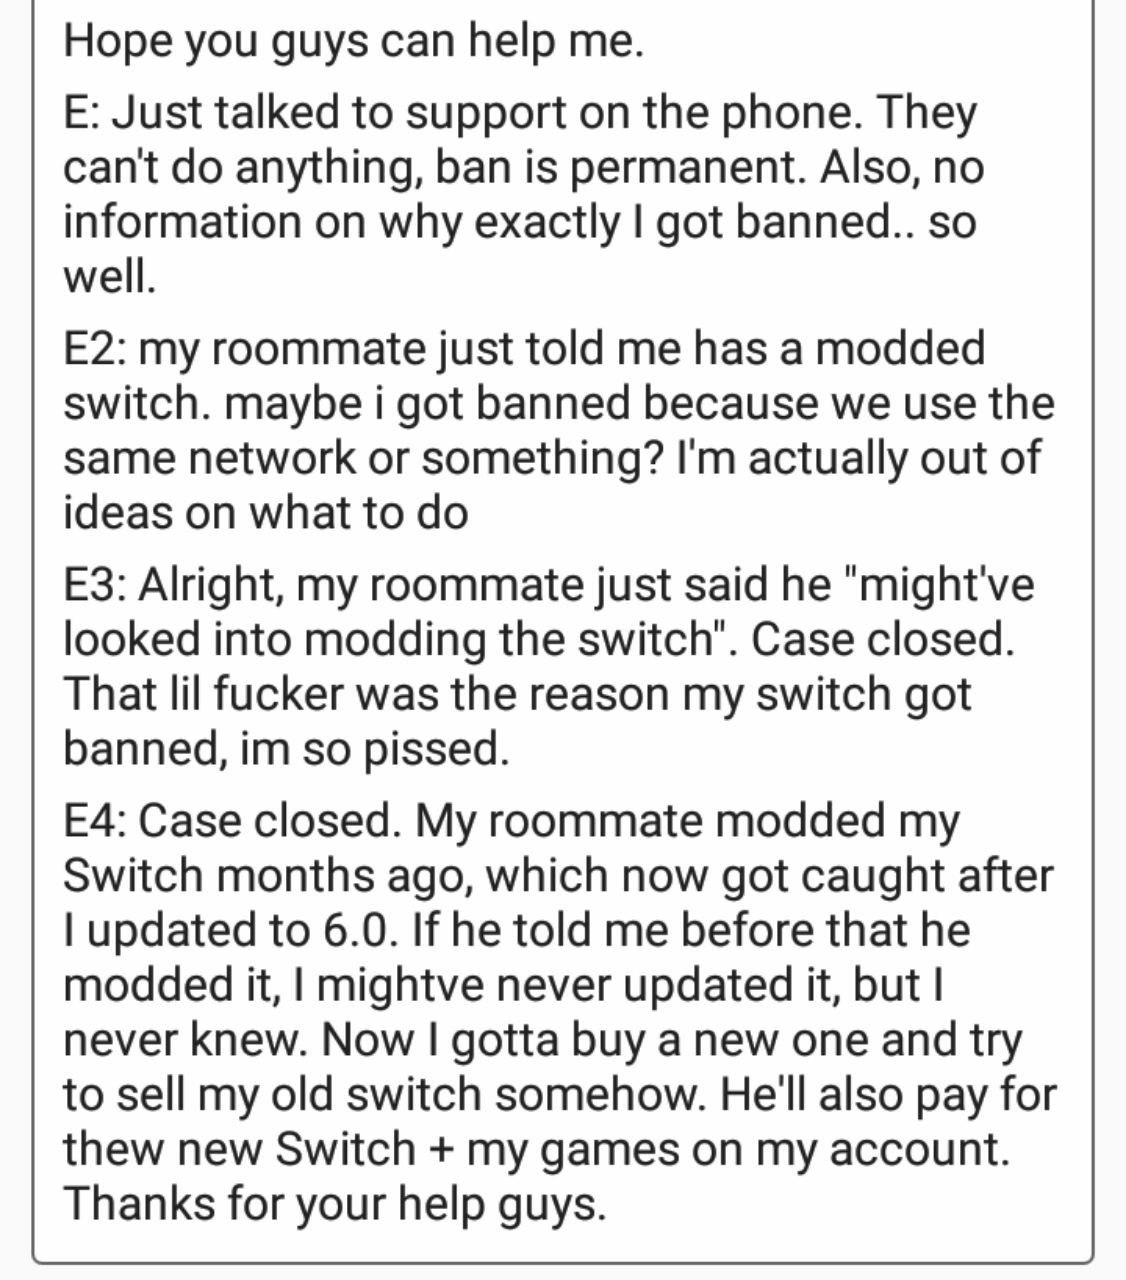 Hope you guys can help me.
E: Just talked to support on the phone. They
can't do anything, ban is permanent. Also, no
information on why exactly I got banned.. so
well.
E2: my roommate just told me has a modded
switch. maybe i got banned because we use the
same network or something? I'm actually out of
ideas on what to do
E3: Alright, my roommate just said he "might've
looked into modding the switch". Case closed.
That lil fucker was the reason my switch got
banned, im so pissed.
E4: Case closed. My roommate modded my
Switch months ago, which now got caught after
I updated to 6.0. If he told me before that he
modded it, I mightve never updated it, but I
never knew. Now I gotta buy a new one and try
to sell my old switch somehow. He'll also pay for
thew new Switch + my games on my account.
Thanks for your help guys.